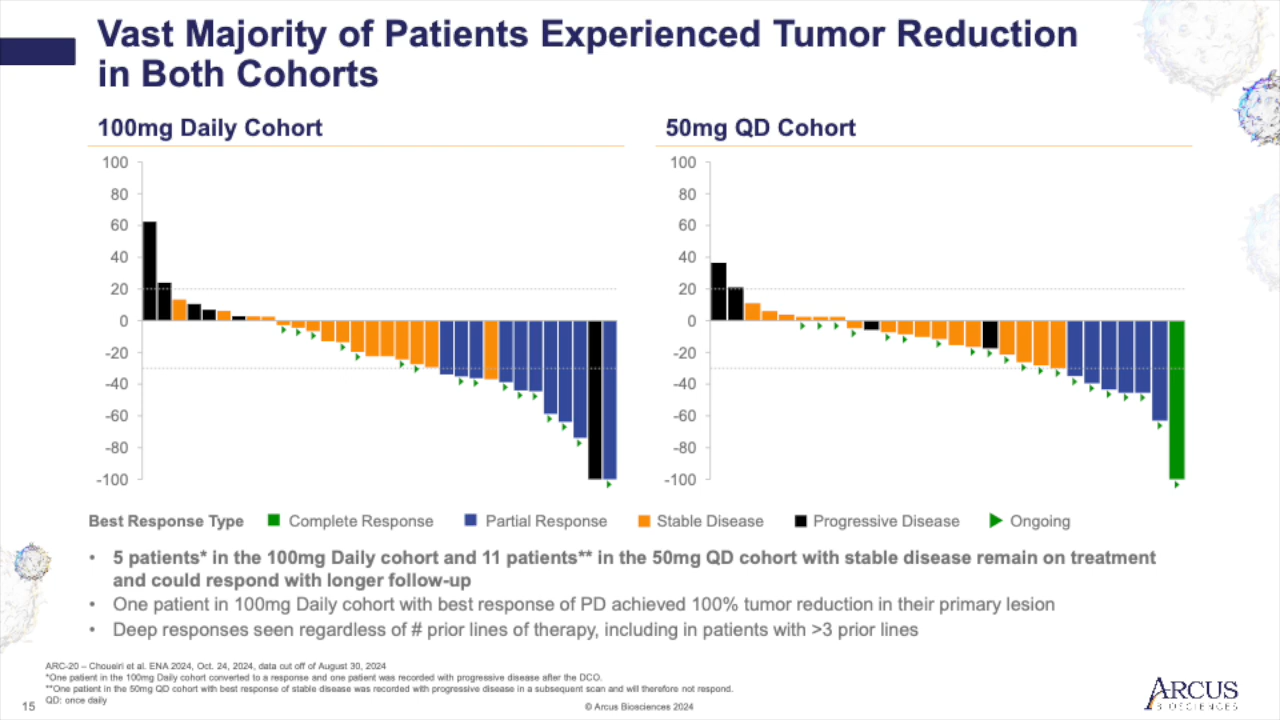 Vast Majority of Patients Experienced Tumor Reduction
in Both Cohorts
100mg Daily Cohort
100
80
60
40
20
0
-20
-40
-60
-80
-100
50mg QD Cohort
100
80
60
40
20
0
-20
-40
-60
-80
-100
Best Response Type Complete Response Partial Response Stable Disease Progressive Disease Ongoing
• 5 patients* in the 100mg Daily cohort and 11 patients** in the 50mg QD cohort with stable disease remain on treatment
and could respond with longer follow-up
• One patient in 100mg Daily cohort with best response of PD achieved 100% tumor reduction in their primary lesion
• Deep responses seen regardless of # prior lines of therapy, including in patients with >3 prior lines
ARC-20 – Choueiri et al. ENA 2024, Oct. 24, 2024, data cut off of August 30, 2024
*One patient in the 100mg Daily cohort converted to a response and one patient was recorded with progressive disease after the DCO.
**One patient in the 50mg QD cohort with best response of stable disease was recorded with progressive disease in a subsequent scan and will therefore not respond.
QD: once daily
15
© Arcus Biosciences 2024
ARCUS
BIOSCIENCES